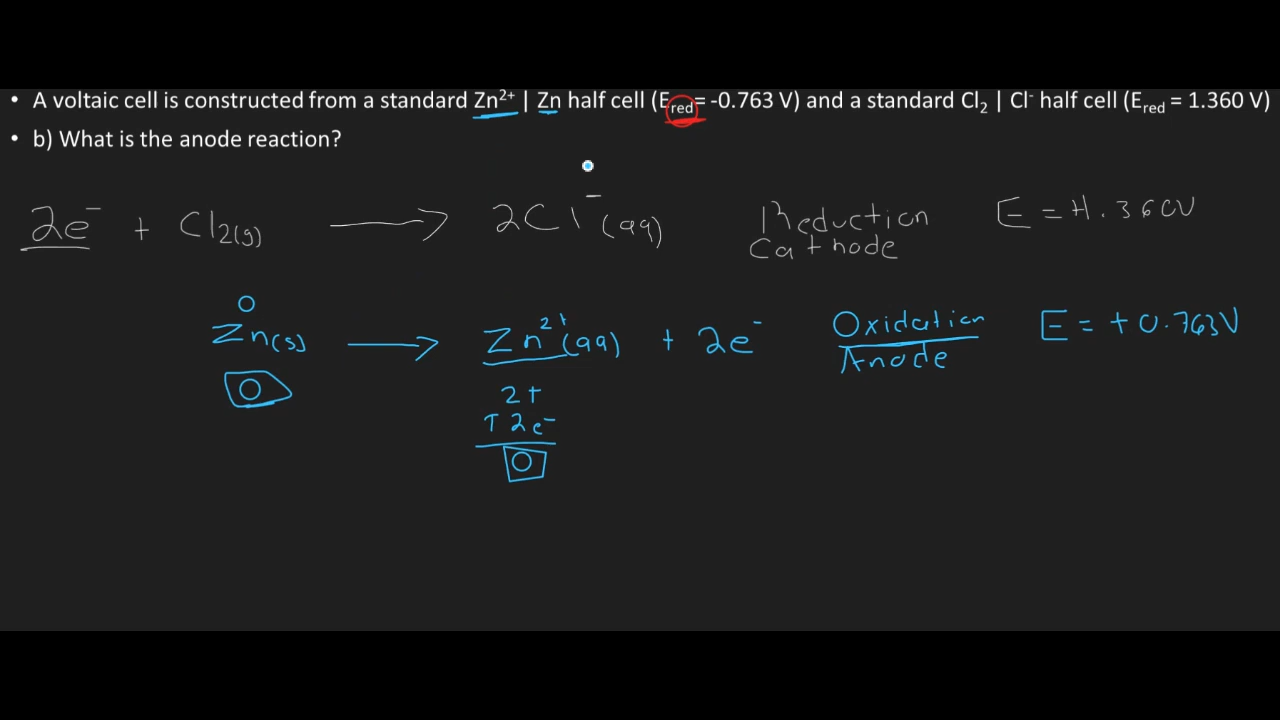 • A voltaic cell is constructed from a standard Zn²⁺ | Zn half cell (E_red = -0.763 V) and a standard Cl₂ | Cl⁻ half cell (E_red = 1.360 V)
• b) What is the anode reaction?
2e⁻ + Cl₂(g) ⟶ 2Cl⁻(aq) Reduction E = +1.360V
Cathode
0
Zn(s) ⟶ Zn²⁺(aq) + 2e⁻ Oxidation E = +0.763V
Anode
0 2+
+ 2e⁻
0